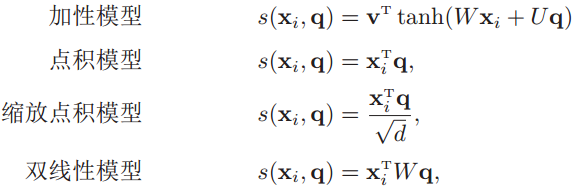 加性模型 s(𝐱ᵢ, 𝐪) = 𝐯ᵀ tanh(W𝐱ᵢ + U𝐪)
点积模型 s(𝐱ᵢ, 𝐪) = 𝐱ᵢᵀ𝐪,
缩放点积模型 s(𝐱ᵢ, 𝐪) = 𝐱ᵢᵀ𝐪 / √d,
双线性模型 s(𝐱ᵢ, 𝐪) = 𝐱ᵢᵀW𝐪,